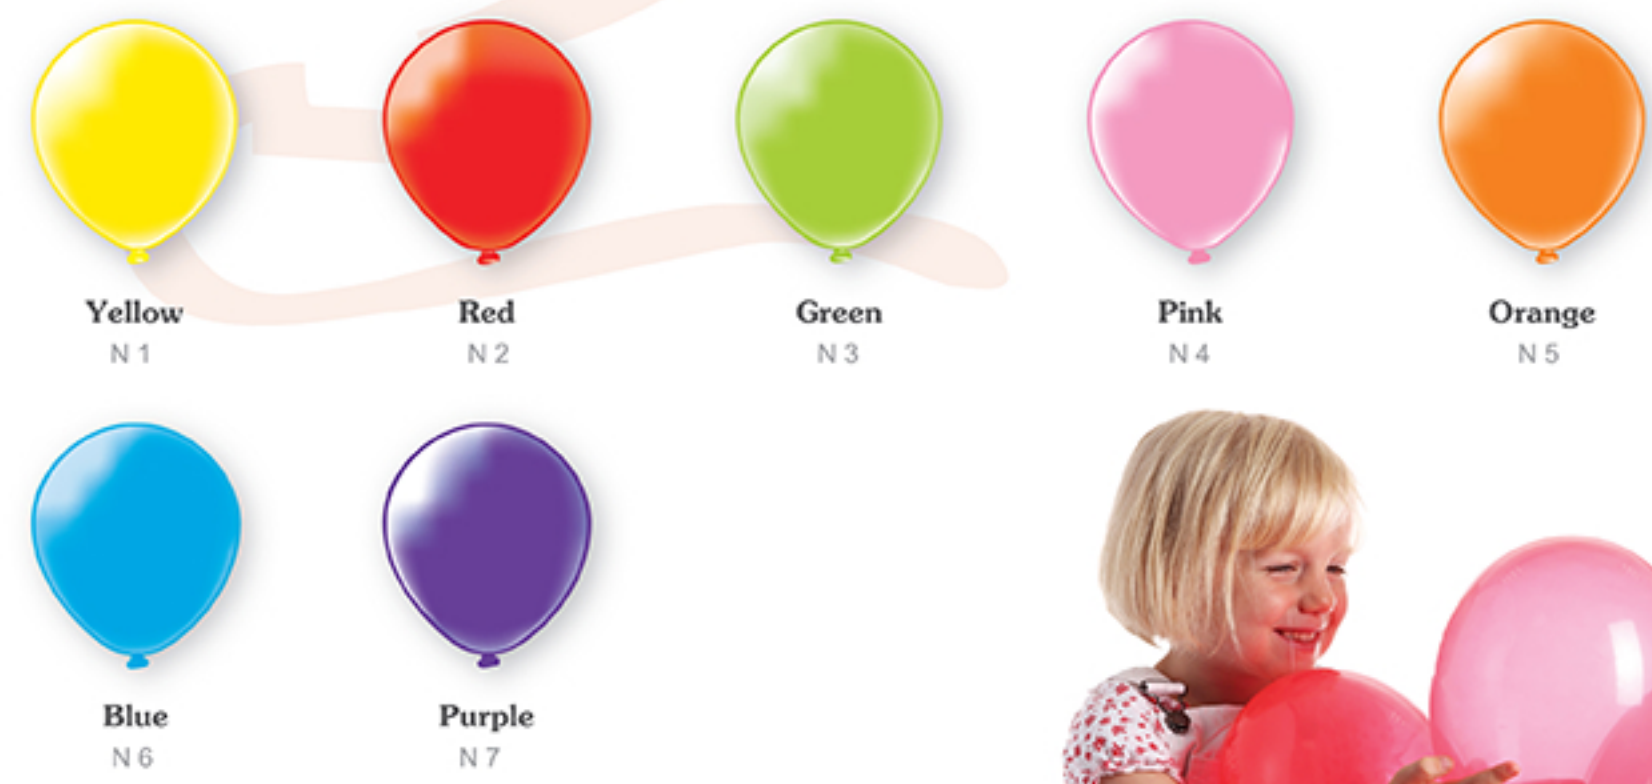 Yellow
N 1
Red
N 2
Green
N 3
Pink
N 4
Orange
N 5
Blue
N 6
Purple
N 7